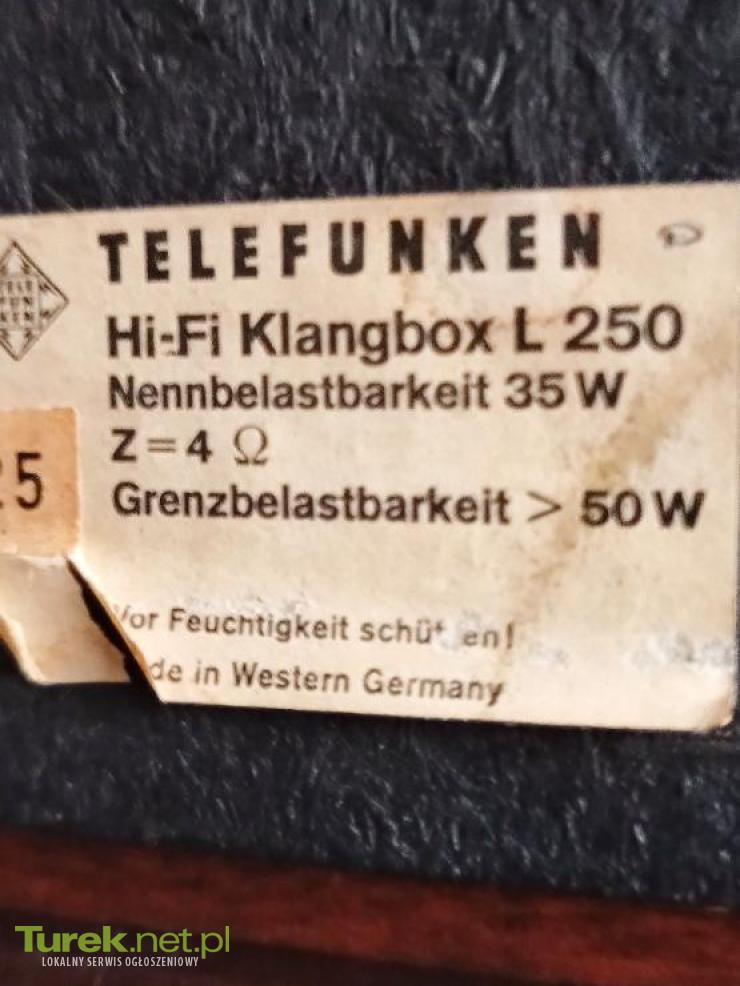 TELEFUNKEN
Hi-Fi Klangbox L 250
Nennbelastbarkeit 35 W
Z = 4 Ω
25
Grenzbelastbarkeit > 50 W
Feuchtigkeit
in Western Germany
Turek.net.pl
LOKALNY SERWIS OGŁOSZENIOWY